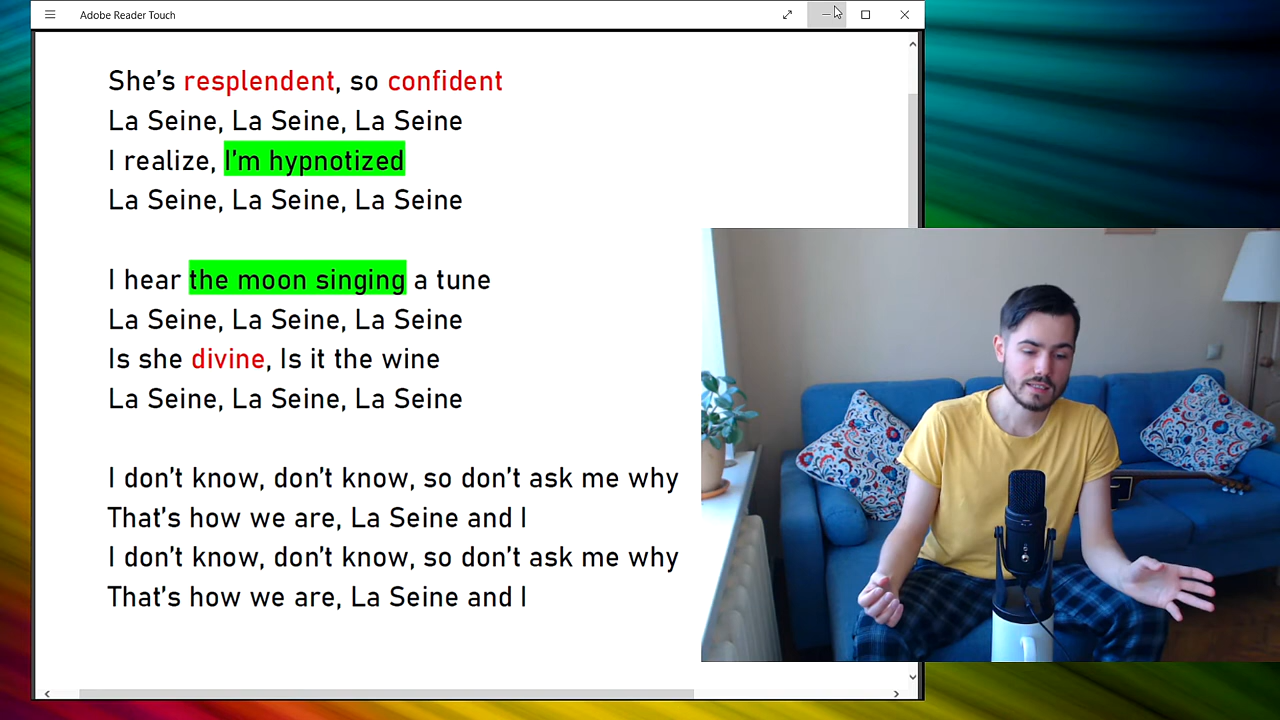 Adobe Reader Touch
She's resplendent, so confident
La Seine, La Seine, La Seine
I realize, I'm hypnotized
La Seine, La Seine, La Seine
I hear the moon singing a tune
La Seine, La Seine, La Seine
Is she divine, Is it the wine
La Seine, La Seine, La Seine
I don't know, don't know, so don't ask me why
That's how we are, La Seine and I
I don't know, don't know, so don't ask me why
That's how we are, La Seine and I